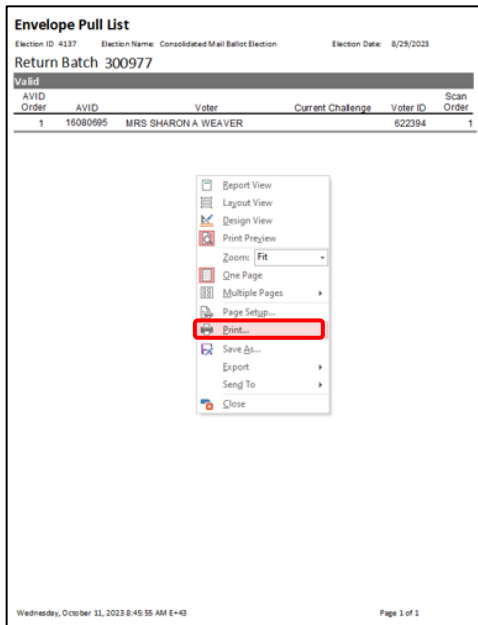 Envelope Pull List
Election ID 4137 Election Name: Consolidated Mail Ballot Election Election Date: 8/29/2023
Return Batch 300977
Valid
AVID Order AVID Voter Current Challenge Voter ID Scan Order
1 16080695 MRS SHARON A WEAVER 622394 1
Report View
Layout View
Design View
Print Preview
Zoom: Fit
One Page
Multiple Pages
Page Setup...
Print...
Save As...
Export
Send To
Close
Wednesday, October 11, 2023 8:45:55 AM E+43 Page 1 of 1